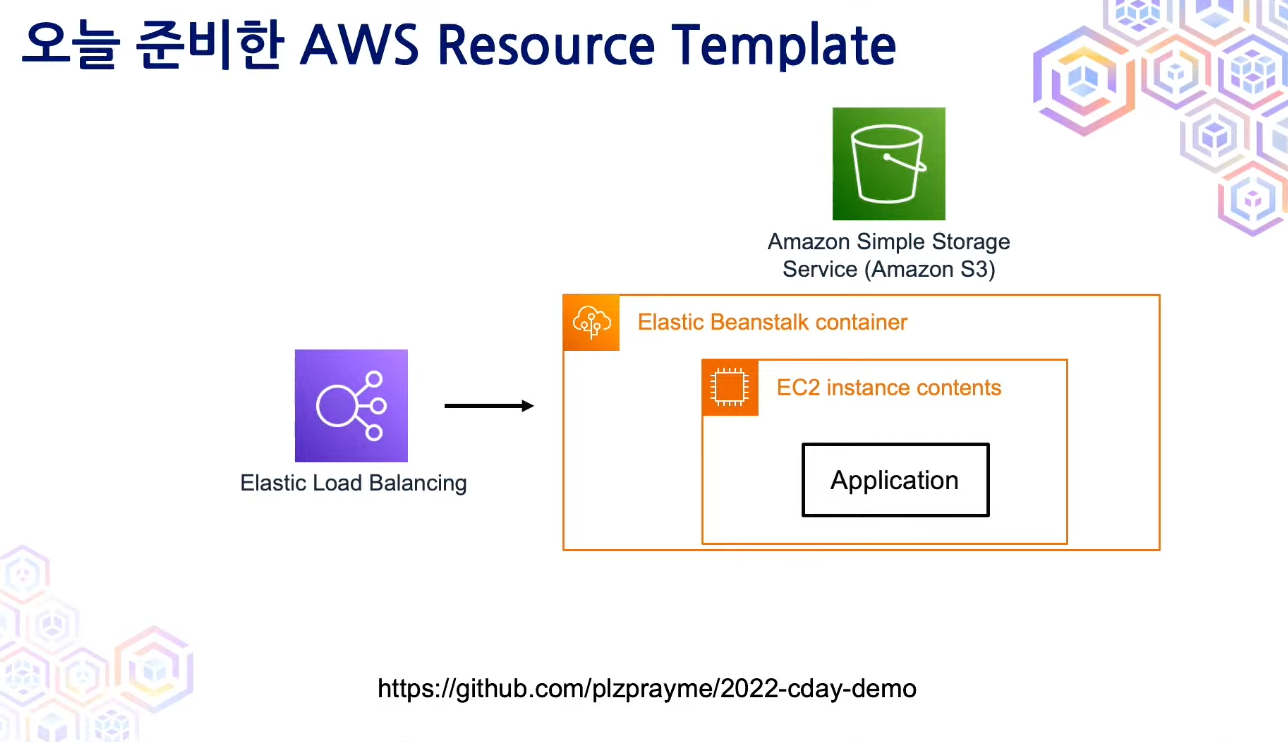 오늘 준비한 AWS Resource Template
Amazon Simple Storage
Service (Amazon S3)
Elastic Beanstalk container
EC2 instance contents
Application
Elastic Load Balancing
https://github.com/plzprayme/2022-cday-demo